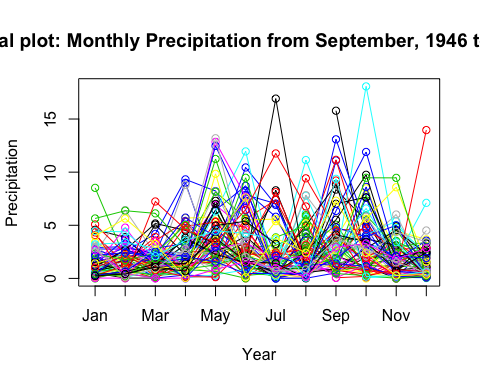 al plot: Monthly Precipitation from September, 1946 t
15
10
5
0
Precipitation
Jan Mar May Jul Sep Nov
Year